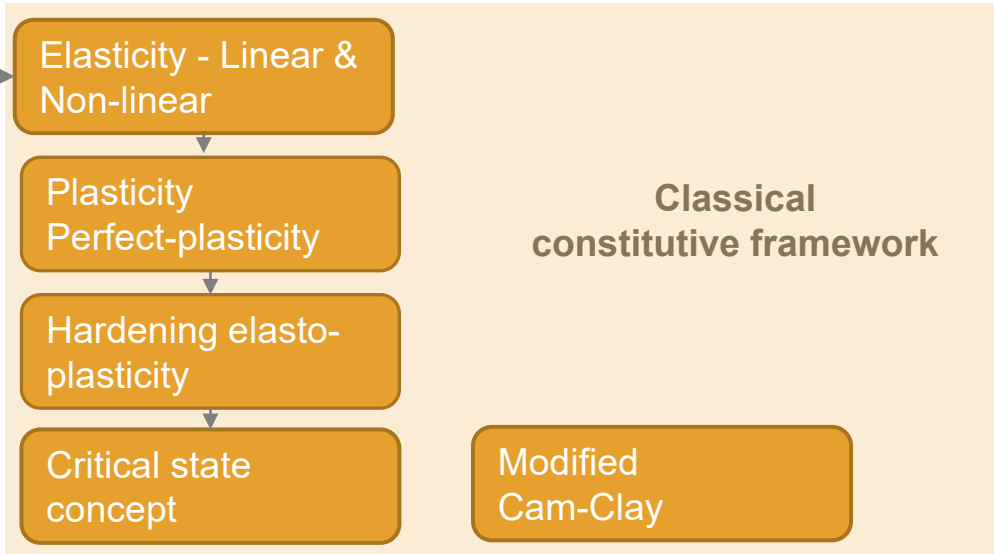 Elasticity - Linear &
Non-linear
Plasticity
Perfect-plasticity
Classical
constitutive framework
Hardening elasto-
plasticity
Critical state
concept
Modified
Cam-Clay